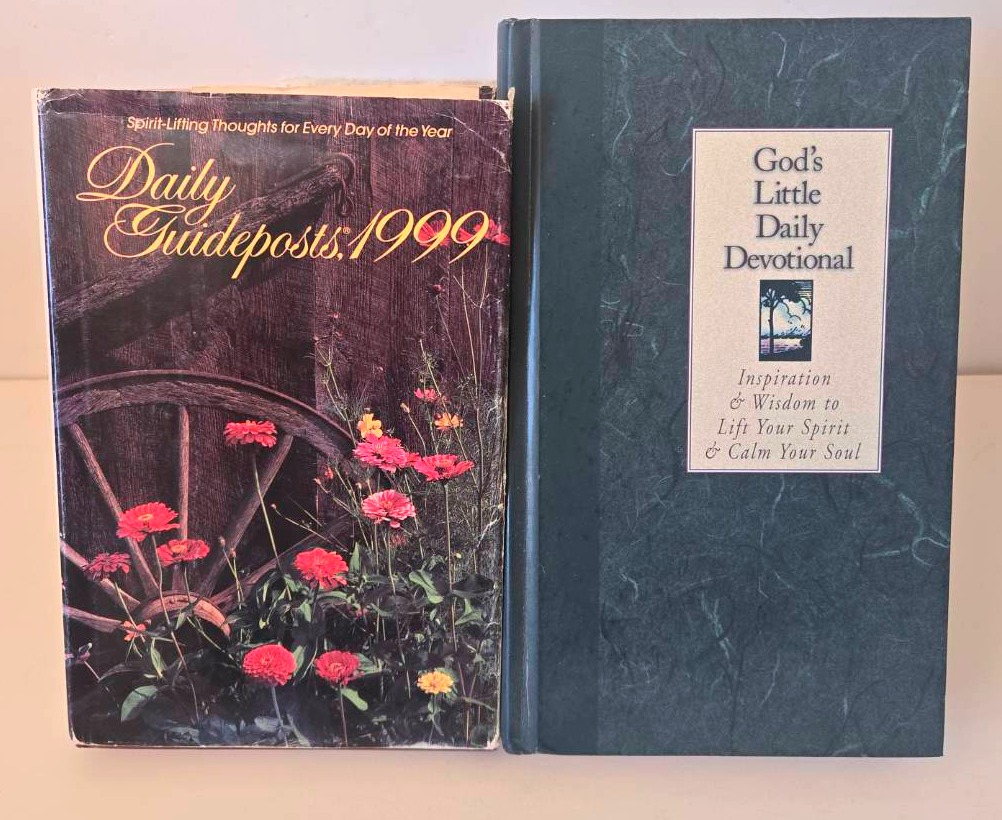 Spirit-Lifting Thoughts for Every Day of the Year
Daily
Guideposts,® 1999
God's
Little
Daily
Devotional
Inspiration
& Wisdom to
Lift Your Spirit
& Calm Your Soul